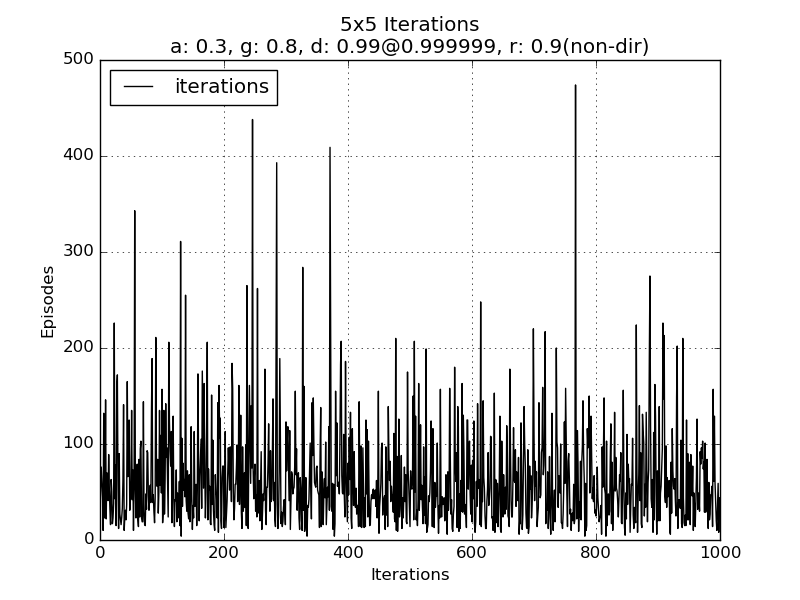 5x5 Iterations
a: 0.3, g: 0.8, d: 0.99@0.999999, r: 0.9(non-dir)
iterations
500
400
300
200
100
0
Episodes
0 200 400 600 800 1000
Iterations